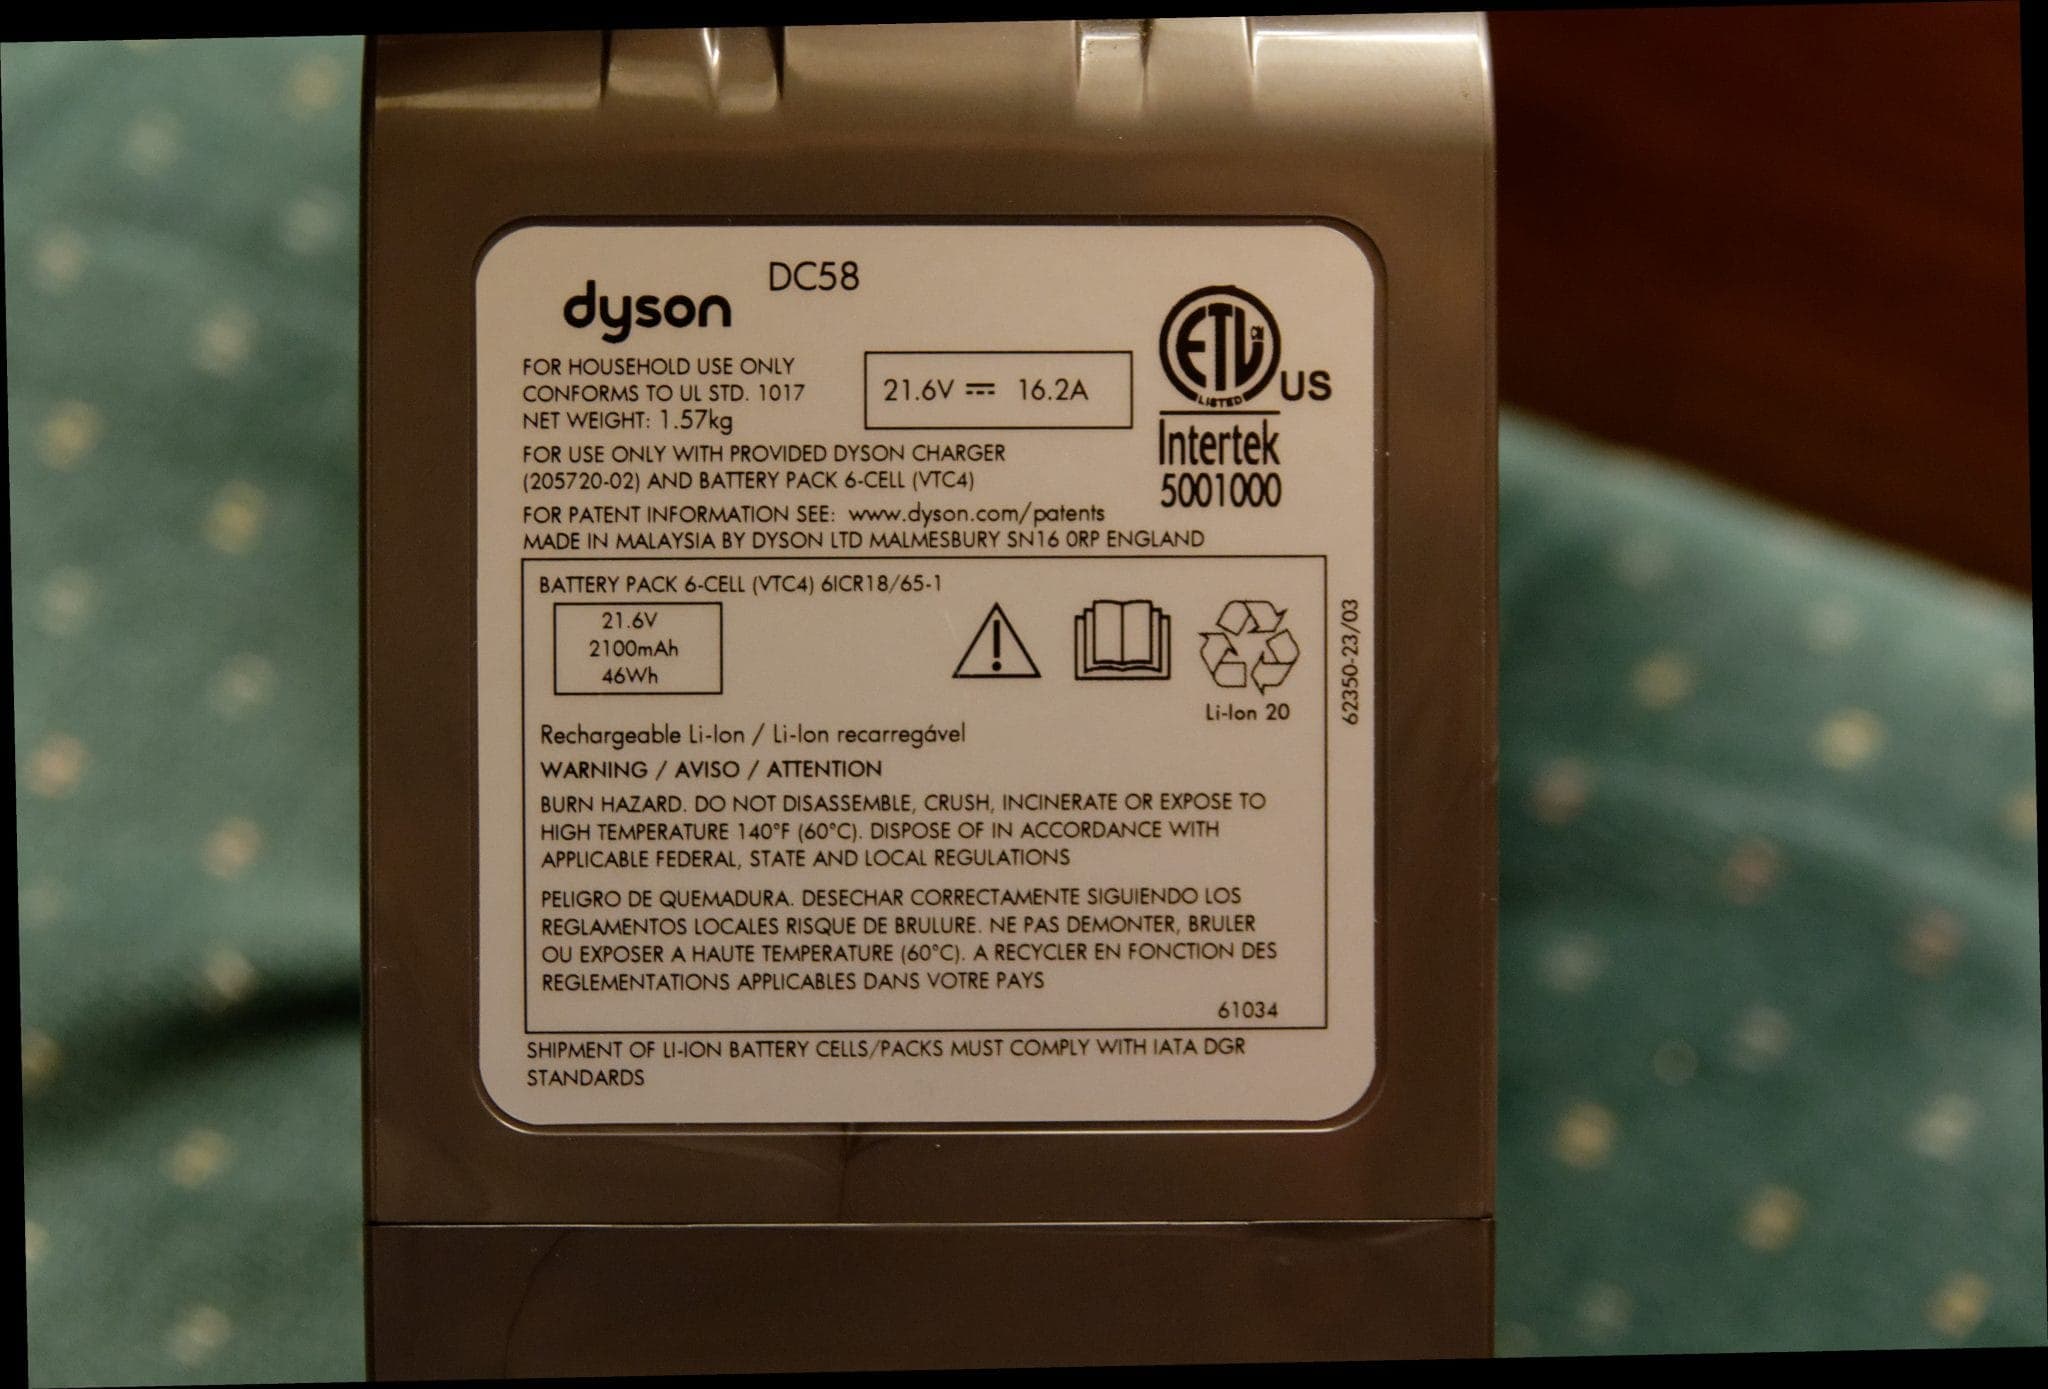 DC58
dyson
FOR HOUSEHOLD USE ONLY
CONFORMS TO UL STD. 1017
NET WEIGHT: 1.57kg
21.6V ⎓ 16.2A
ETL CM
LISTED
US
Intertek
5001000
FOR USE ONLY WITH PROVIDED DYSON CHARGER
(205720-02) AND BATTERY PACK 6-CELL (VTC4)
FOR PATENT INFORMATION SEE: www.dyson.com/patents
MADE IN MALAYSIA BY DYSON LTD MALMESBURY SN16 0RP ENGLAND
BATTERY PACK 6-CELL (VTC4) 6ICR18/65-1
21.6V
2100mAh
46Wh
Li-Ion 20
62350-23/03
Rechargeable Li-Ion / Li-Ion recarregável
WARNING / AVISO / ATTENTION
BURN HAZARD. DO NOT DISASSEMBLE, CRUSH, INCINERATE OR EXPOSE TO
HIGH TEMPERATURE 140°F (60°C). DISPOSE OF IN ACCORDANCE WITH
APPLICABLE FEDERAL, STATE AND LOCAL REGULATIONS
PELIGRO DE QUEMADURA. DESECHAR CORRECTAMENTE SIGUIENDO LOS
REGLAMENTOS LOCALES RISQUE DE BRULURE. NE PAS DEMONTER, BRULER
OU EXPOSER A HAUTE TEMPERATURE (60°C). A RECYCLER EN FONCTION DES
REGLEMENTATIONS APPLICABLES DANS VOTRE PAYS
61034
SHIPMENT OF LI-ION BATTERY CELLS/PACKS MUST COMPLY WITH IATA DGR
STANDARDS